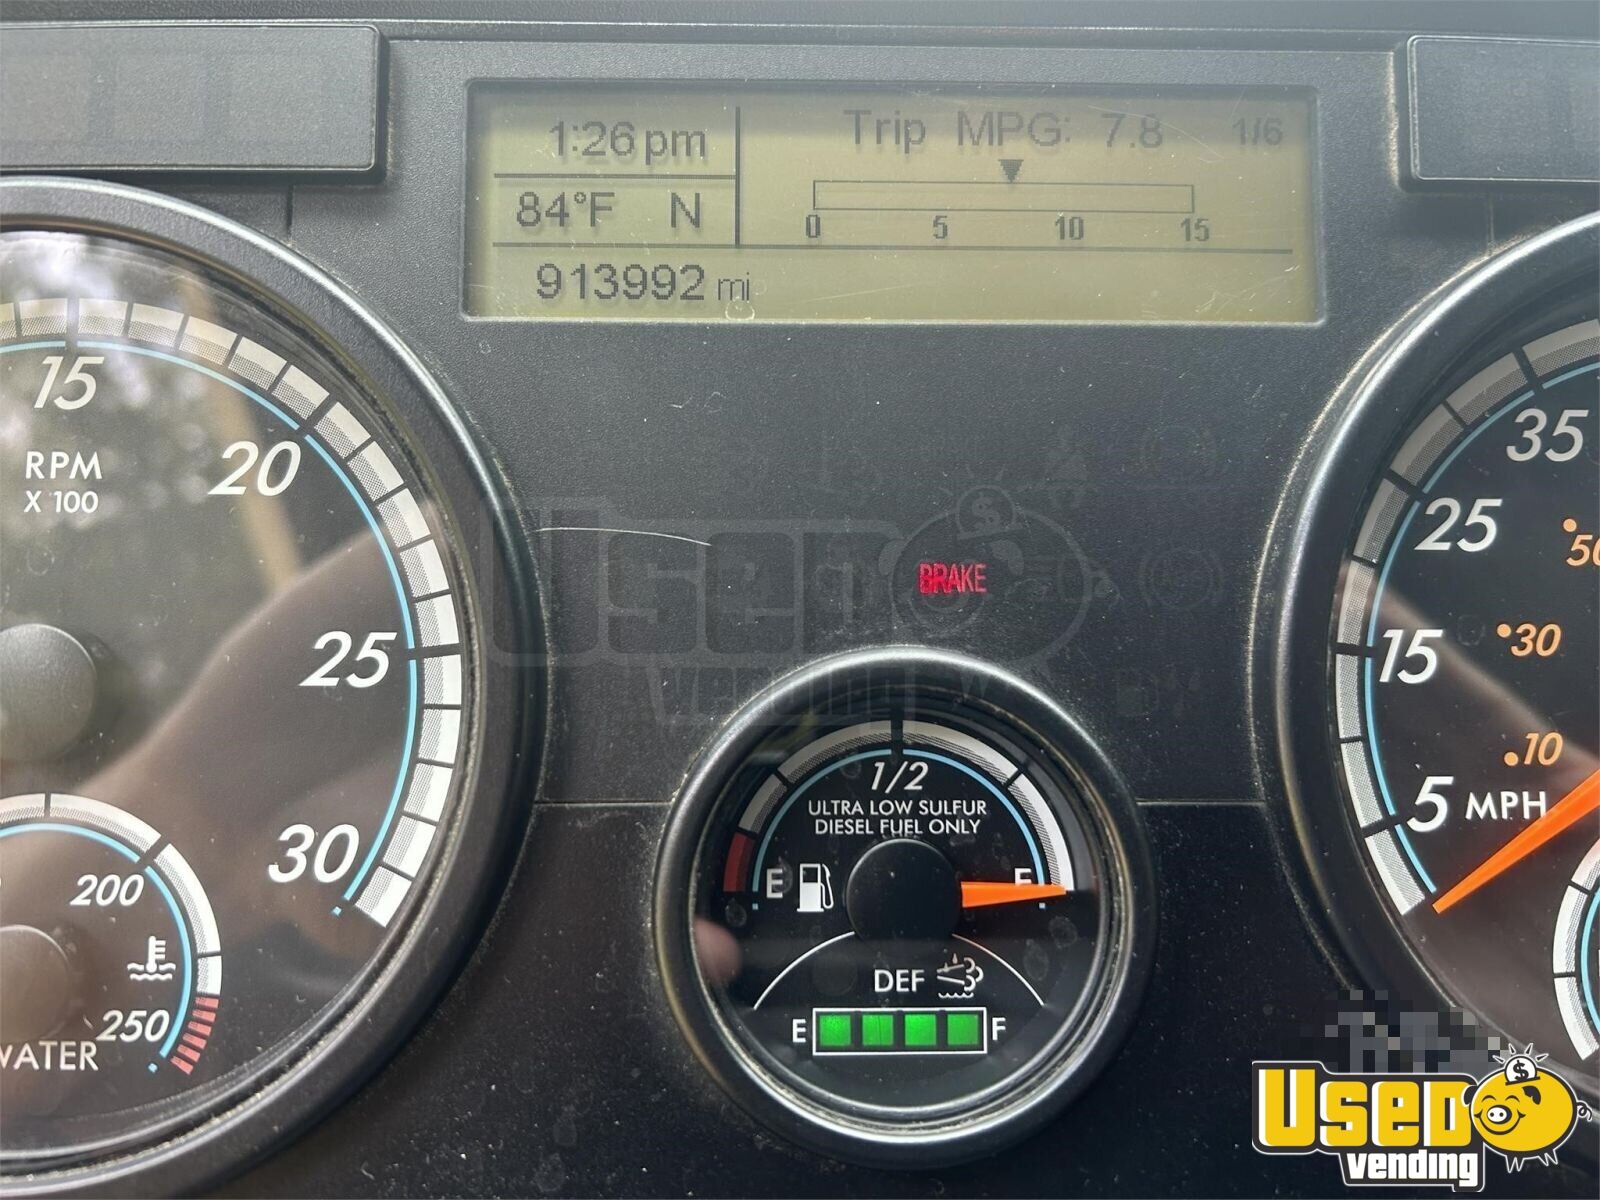 1:26 pm
Trip MPG: 7.8 1/6
84°F N
0 5 10 15
913992 mi
15
RPM
X 100
20
25
30
200
250
WATER
BRAKE
1/2
ULTRA LOW SULFUR
DIESEL FUEL ONLY
E F
DEF
E F
35
25
15
5 MPH
50
30
10
Used
vending
Used
vending